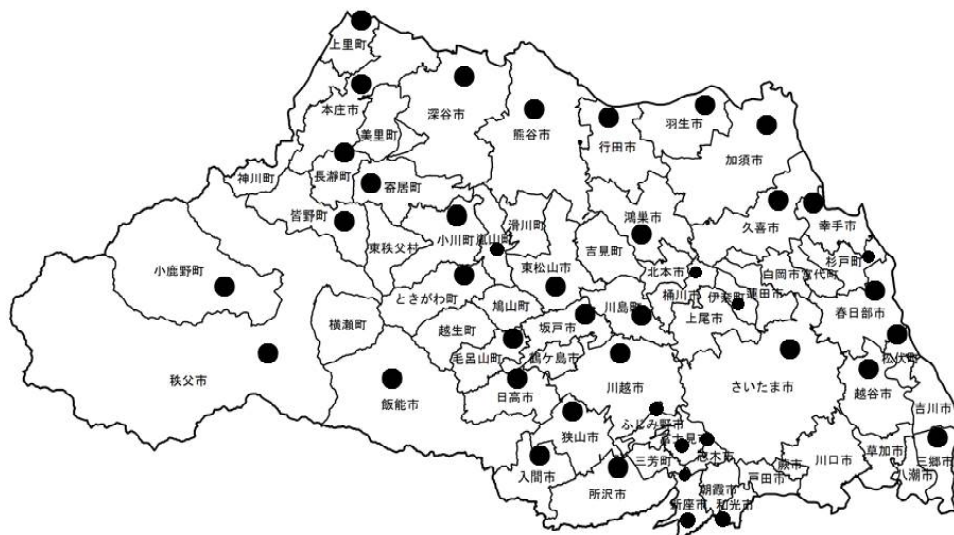 上里町
本庄市
美里町
深谷市
熊谷市
行田市
羽生市
加須市
神川町
長瀞町
寄居町
皆野町
東秩父村
小川町
嵐山町
滑川町
吉見町
鴻巣市
久喜市
幸手市
小鹿野町
ときがわ町
東松山市
北本市
桶川市
伊奈町
白岡市
宮代町
杉戸町
蓮田市
春日部市
横瀬町
越生町
鳩山町
坂戸市
川島町
上尾市
秩父市
飯能市
毛呂山町
鶴ヶ島市
日高市
川越市
さいたま市
松伏町
越谷市
吉川市
狭山市
ふじみ野市
富士見市
志木市
入間市
三芳町
所沢市
新座市
朝霞市
和光市
戸田市
蕨市
川口市
草加市
八潮市
三郷市